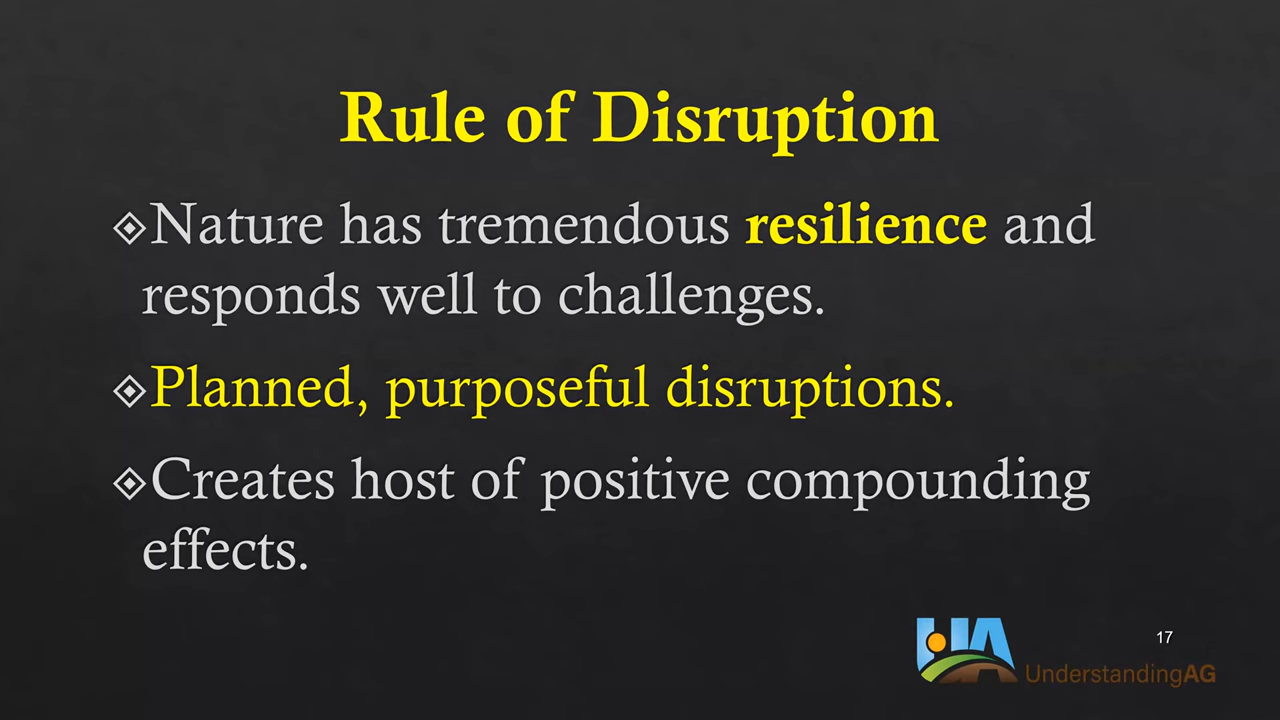 Rule of Disruption
Nature has tremendous resilience and
responds well to challenges.
Planned, purposeful disruptions.
Creates host of positive compounding
effects.
17
UA
UnderstandingAG